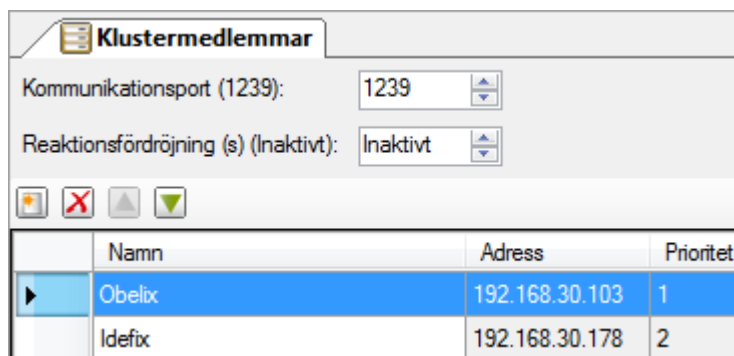 Klustermedlemmar
Kommunikationsport (1239): 1239
Reaktionsfördröjning (s) (Inaktivt): Inaktivt
Namn Adress Prioritet
Obelix 192.168.30.103 1
Idefix 192.168.30.178 2